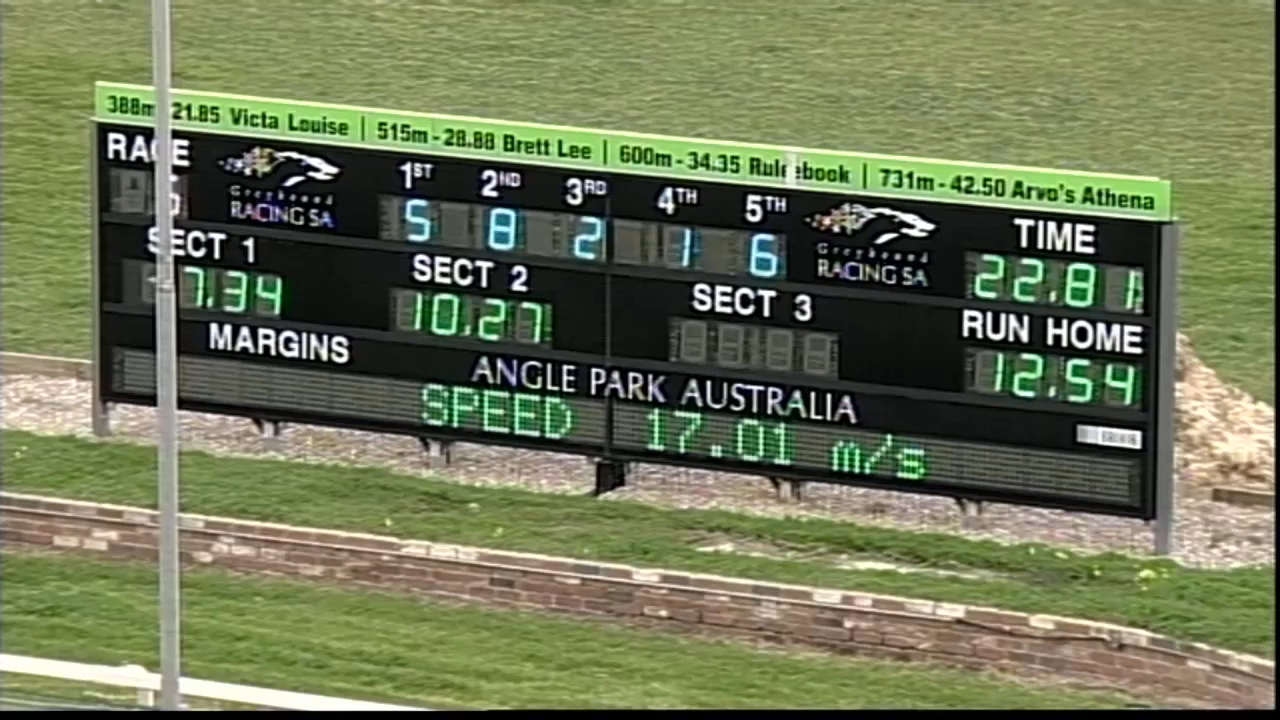 388m 21.85 Victa Louise | 515m - 28.88 Brett Lee | 600m - 34.35 Rulebook | 731m - 42.50 Arvo's Athena
RACE
Greyhound
RACING SA
1ST 2ND 3RD 4TH 5TH
5 8 2 1 6
Greyhound
RACING SA
TIME
22.81
SECT 1
7.34
SECT 2
10.27
SECT 3
RUN HOME
12.54
MARGINS
ANGLE PARK AUSTRALIA
SPEED 17.01 m/s